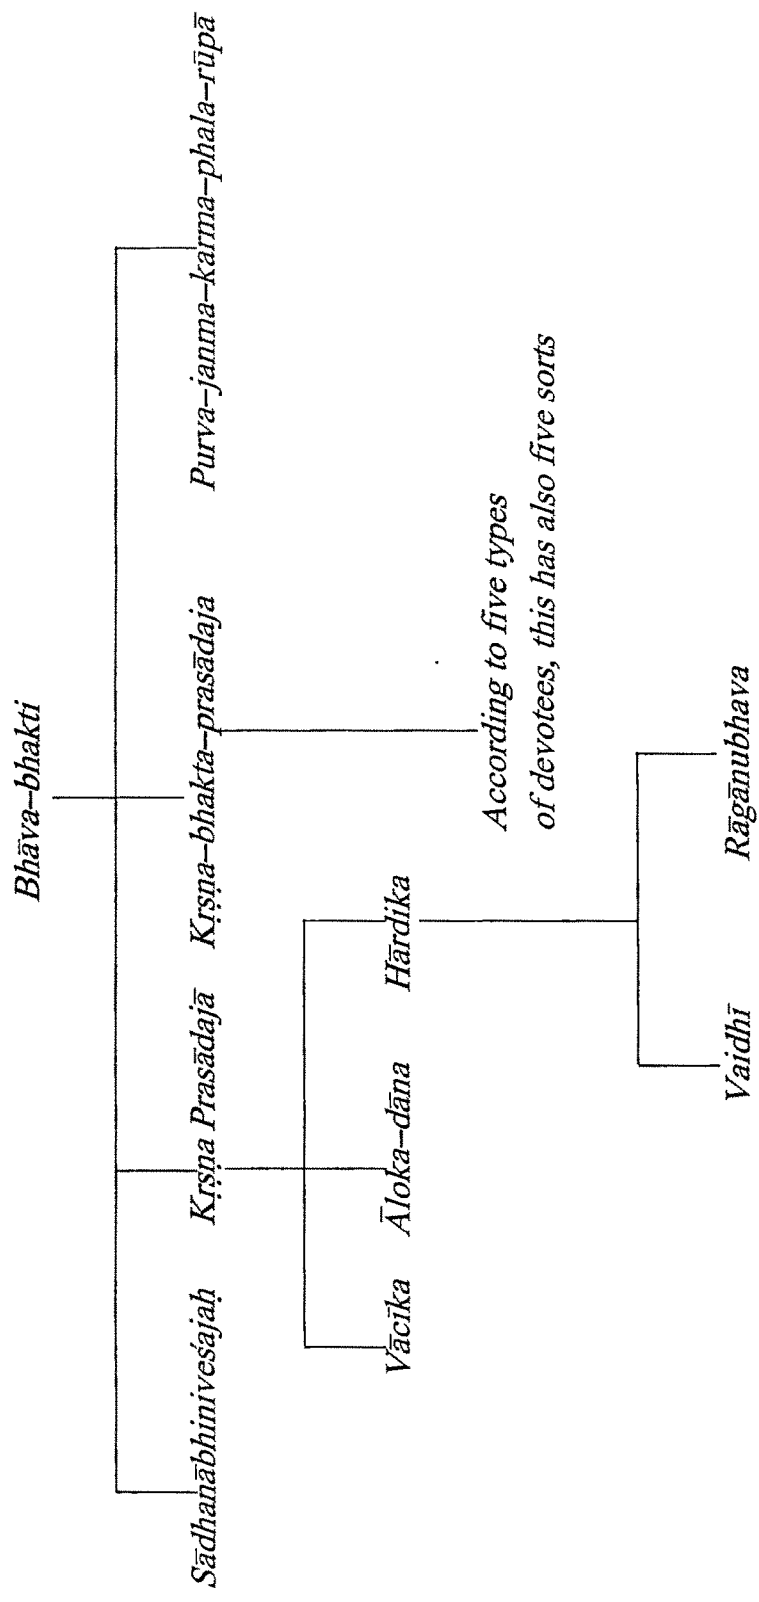 Bhāva–bhakti
Sādhanābhiniveśajaḥ
Kṛṣṇa Prasādajā
Kṛṣṇa–bhakta–prasādaja
Purva–janma–karma–phala–rūpā
Vācīka
Āloka–dāna
Hārdika
According to five types
of devotees, this has also five sorts
Vaidhī
Rāgānubhava